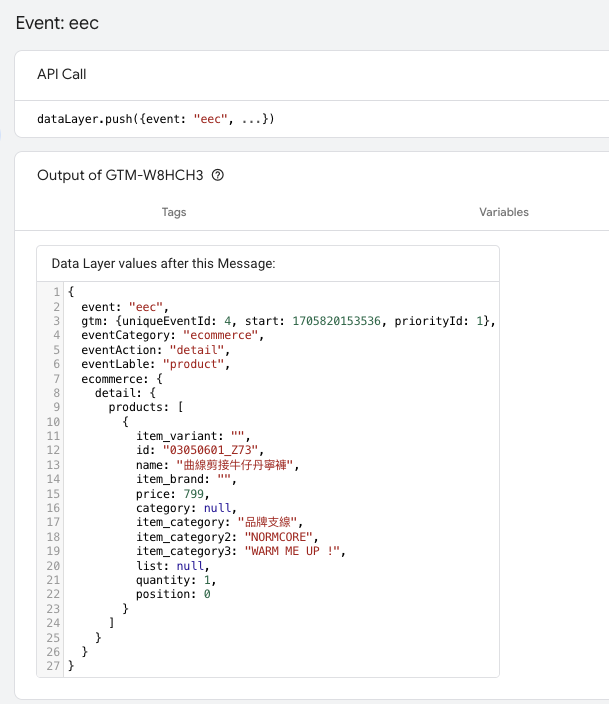 Event: eec
API Call
dataLayer.push({event: "eec", ...})
Output of GTM-W8HCH3
Tags Variables
Data Layer values after this Message:
1 {
2 event: "eec",
3 gtm: {uniqueEventId: 4, start: 1705820153536, priorityId: 1},
4 eventCategory: "ecommerce",
5 eventAction: "detail",
6 eventLable: "product",
7 ecommerce: {
8 detail: {
9 products: [
10 {
11 item_variant: "",
12 id: "03050601_Z73",
13 name: "曲線剪接牛仔丹寧褲",
14 item_brand: "",
15 price: 799,
16 category: null,
17 item_category: "品牌支線",
18 item_category2: "NORMCORE",
19 item_category3: "WARM ME UP !",
20 list: null,
21 quantity: 1,
22 position: 0
23 }
24 ]
25 }
26 }
27 }